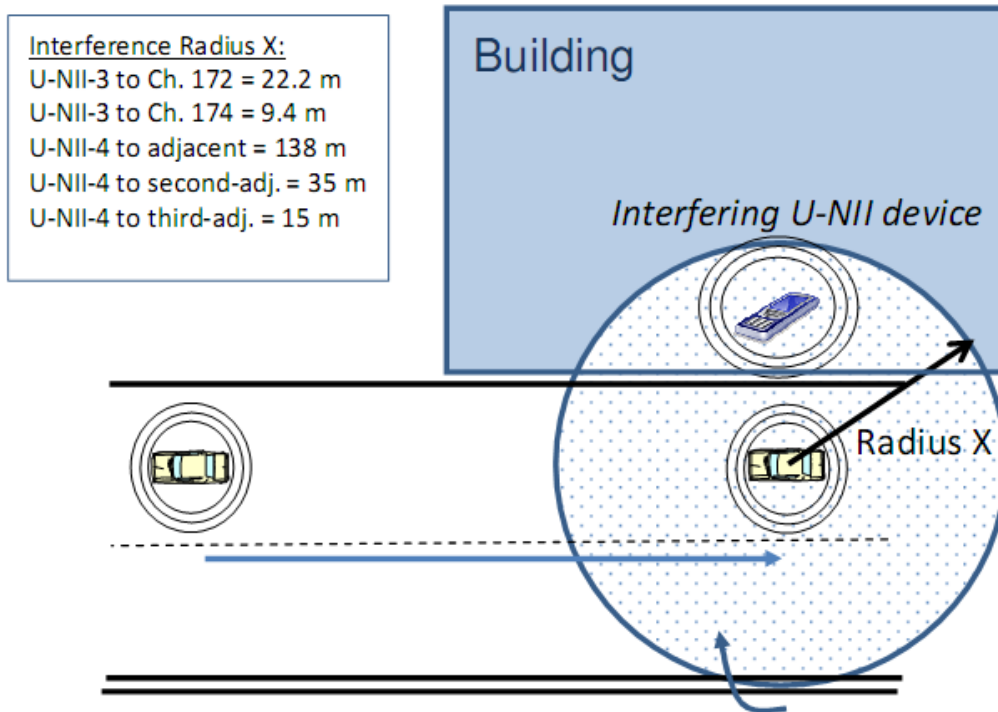 Interference Radius X:
U-NII-3 to Ch. 172 = 22.2 m
U-NII-3 to Ch. 174 = 9.4 m
U-NII-4 to adjacent = 138 m
U-NII-4 to second-adj. = 35 m
U-NII-4 to third-adj. = 15 m
Building
Interfering U-NII device
Radius X